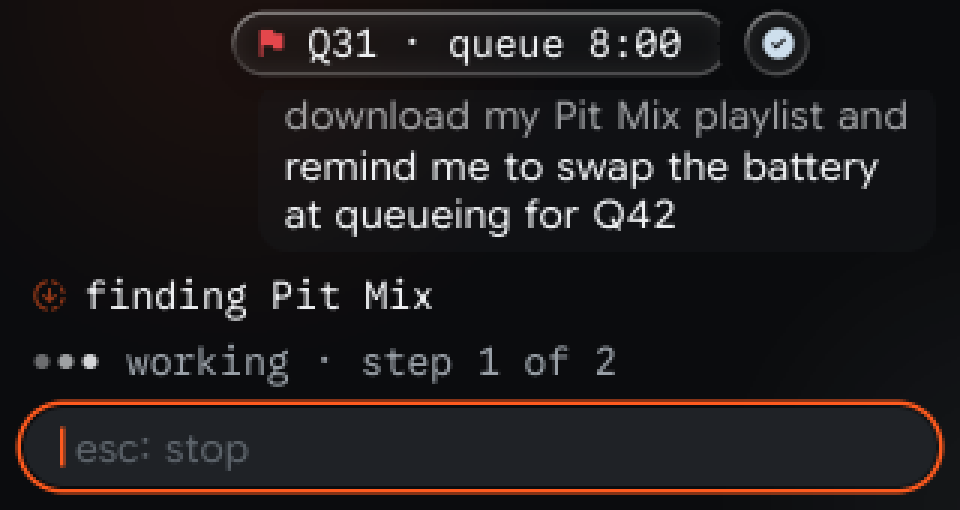 Q31 · queue 8:00
download my Pit Mix playlist and
remind me to swap the battery
at queueing for Q42
finding Pit Mix
working · step 1 of 2
esc: stop